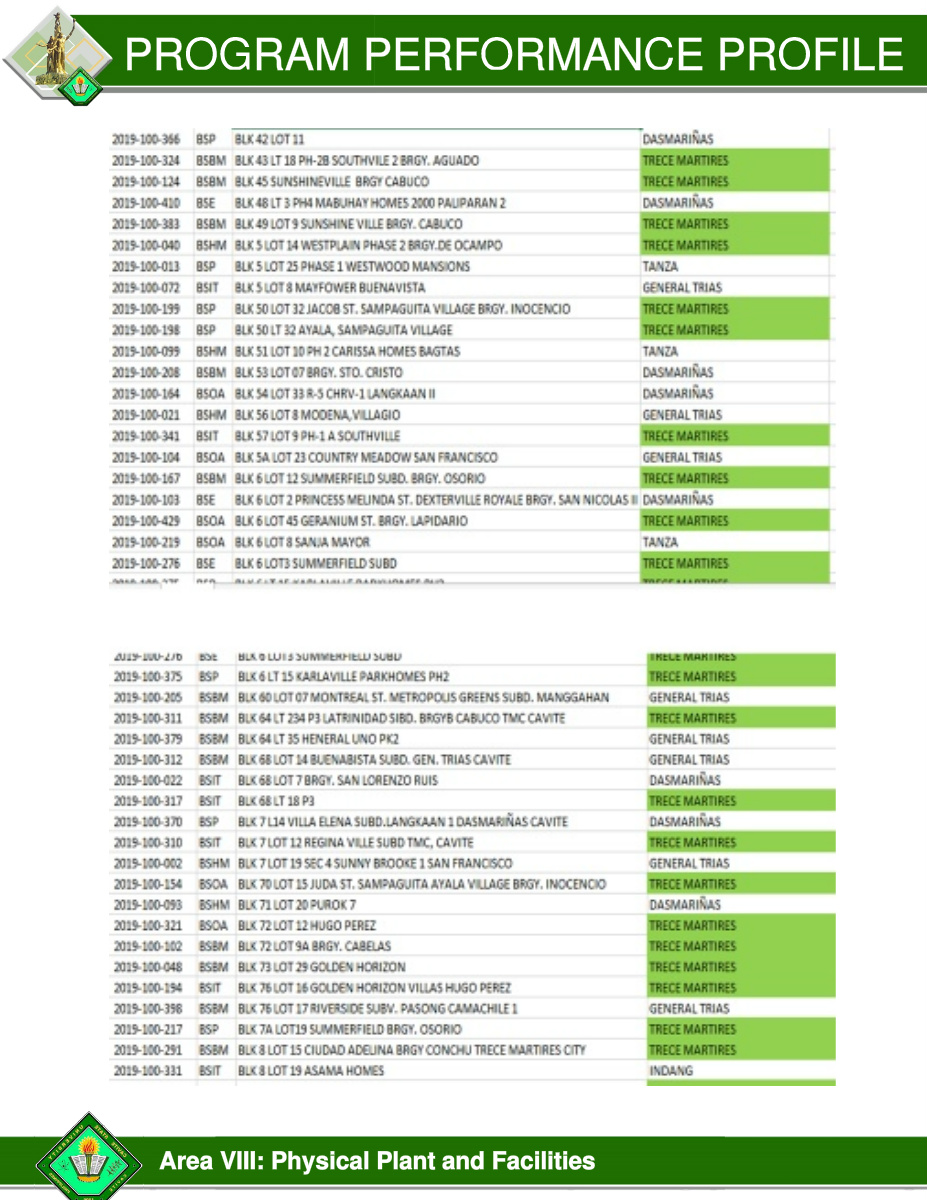 PROGRAM PERFORMANCE PROFILE
2019-100-366 BSP BLK 42 LOT 11 DASMARIÑAS
2019-100-324 BSBM BLK 43 LT 18 PH-2B SOUTHVILE 2 BRGY. AGUADO TRECE MARTIRES
2019-100-124 BSBM BLK 45 SUNSHINEVILLE BRGY CABUCO TRECE MARTIRES
2019-100-410 BSE BLK 48 LT 3 PH4 MABUHAY HOMES 2000 PALIPARAN 2 DASMARIÑAS
2019-100-383 BSBM BLK 49 LOT 9 SUNSHINE VILLE BRGY. CABUCO TRECE MARTIRES
2019-100-040 BSHM BLK 5 LOT 14 WESTPLAIN PHASE 2 BRGY.DE OCAMPO TRECE MARTIRES
2019-100-013 BSP BLK 5 LOT 25 PHASE 1 WESTWOOD MANSIONS TANZA
2019-100-072 BSIT BLK 5 LOT 8 MAYFOWER BUENAVISTA GENERAL TRIAS
2019-100-199 BSP BLK 50 LOT 32 JACOB ST. SAMPAGUITA VILLAGE BRGY. INOCENCIO TRECE MARTIRES
2019-100-198 BSP BLK 50 LT 32 AYALA, SAMPAGUITA VILLAGE TRECE MARTIRES
2019-100-099 BSHM BLK 51 LOT 10 PH 2 CARISSA HOMES BAGTAS TANZA
2019-100-208 BSBM BLK 53 LOT 07 BRGY. STO. CRISTO DASMARIÑAS
2019-100-164 BSOA BLK 54 LOT 33 R-5 CHRV-1 LANGKAAN II DASMARIÑAS
2019-100-021 BSHM BLK 56 LOT 8 MODENA,VILLAGIO GENERAL TRIAS
2019-100-341 BSIT BLK 57 LOT 9 PH-1 A SOUTHVILLE TRECE MARTIRES
2019-100-104 BSOA BLK 5A LOT 23 COUNTRY MEADOW SAN FRANCISCO GENERAL TRIAS
2019-100-167 BSBM BLK 6 LOT 12 SUMMERFIELD SUBD. BRGY. OSORIO TRECE MARTIRES
2019-100-103 BSE BLK 6 LOT 2 PRINCESS MELINDA ST. DEXTERVILLE ROYALE BRGY. SAN NICOLAS II DASMARIÑAS
2019-100-429 BSOA BLK 6 LOT 45 GERANIUM ST. BRGY. LAPIDARIO TRECE MARTIRES
2019-100-219 BSOA BLK 6 LOT 8 SANJA MAYOR TANZA
2019-100-276 BSE BLK 6 LOT3 SUMMERFIELD SUBD TRECE MARTIRES
2019-100-276 BSE BLK 6 LOT3 SUMMERFIELD SUBD TRECE MARTIRES
2019-100-375 BSP BLK 6 LT 15 KARLAVILLE PARKHOMES PH2 TRECE MARTIRES
2019-100-205 BSBM BLK 60 LOT 07 MONTREAL ST. METROPOLIS GREENS SUBD. MANGGAHAN GENERAL TRIAS
2019-100-311 BSBM BLK 64 LT 234 P3 LATRINIDAD SIBD. BRGYB CABUCO TMC CAVITE TRECE MARTIRES
2019-100-379 BSBM BLK 64 LT 35 HENERAL UNO PK2 GENERAL TRIAS
2019-100-312 BSBM BLK 68 LOT 14 BUENABISTA SUBD. GEN. TRIAS CAVITE GENERAL TRIAS
2019-100-022 BSIT BLK 68 LOT 7 BRGY. SAN LORENZO RUIS DASMARIÑAS
2019-100-317 BSIT BLK 68 LT 18 P3 TRECE MARTIRES
2019-100-370 BSP BLK 7 L14 VILLA ELENA SUBD.LANGKAAN 1 DASMARIÑAS CAVITE DASMARIÑAS
2019-100-310 BSIT BLK 7 LOT 12 REGINA VILLE SUBD TMC, CAVITE TRECE MARTIRES
2019-100-002 BSHM BLK 7 LOT 19 SEC 4 SUNNY BROOKE 1 SAN FRANCISCO GENERAL TRIAS
2019-100-154 BSOA BLK 70 LOT 15 JUDA ST. SAMPAGUITA AYALA VILLAGE BRGY. INOCENCIO TRECE MARTIRES
2019-100-093 BSHM BLK 71 LOT 20 PUROK 7 DASMARIÑAS
2019-100-321 BSOA BLK 72 LOT 12 HUGO PEREZ TRECE MARTIRES
2019-100-102 BSBM BLK 72 LOT 9A BRGY. CABELAS TRECE MARTIRES
2019-100-048 BSBM BLK 73 LOT 29 GOLDEN HORIZON TRECE MARTIRES
2019-100-194 BSIT BLK 76 LOT 16 GOLDEN HORIZON VILLAS HUGO PEREZ TRECE MARTIRES
2019-100-398 BSBM BLK 76 LOT 17 RIVERSIDE SUBV. PASONG CAMACHILE 1 GENERAL TRIAS
2019-100-217 BSP BLK 7A LOT19 SUMMERFIELD BRGY. OSORIO TRECE MARTIRES
2019-100-291 BSBM BLK 8 LOT 15 CIUDAD ADELINA BRGY CONCHU TRECE MARTIRES CITY TRECE MARTIRES
2019-100-331 BSIT BLK 8 LOT 19 ASAMA HOMES INDANG
Area VIII: Physical Plant and Facilities